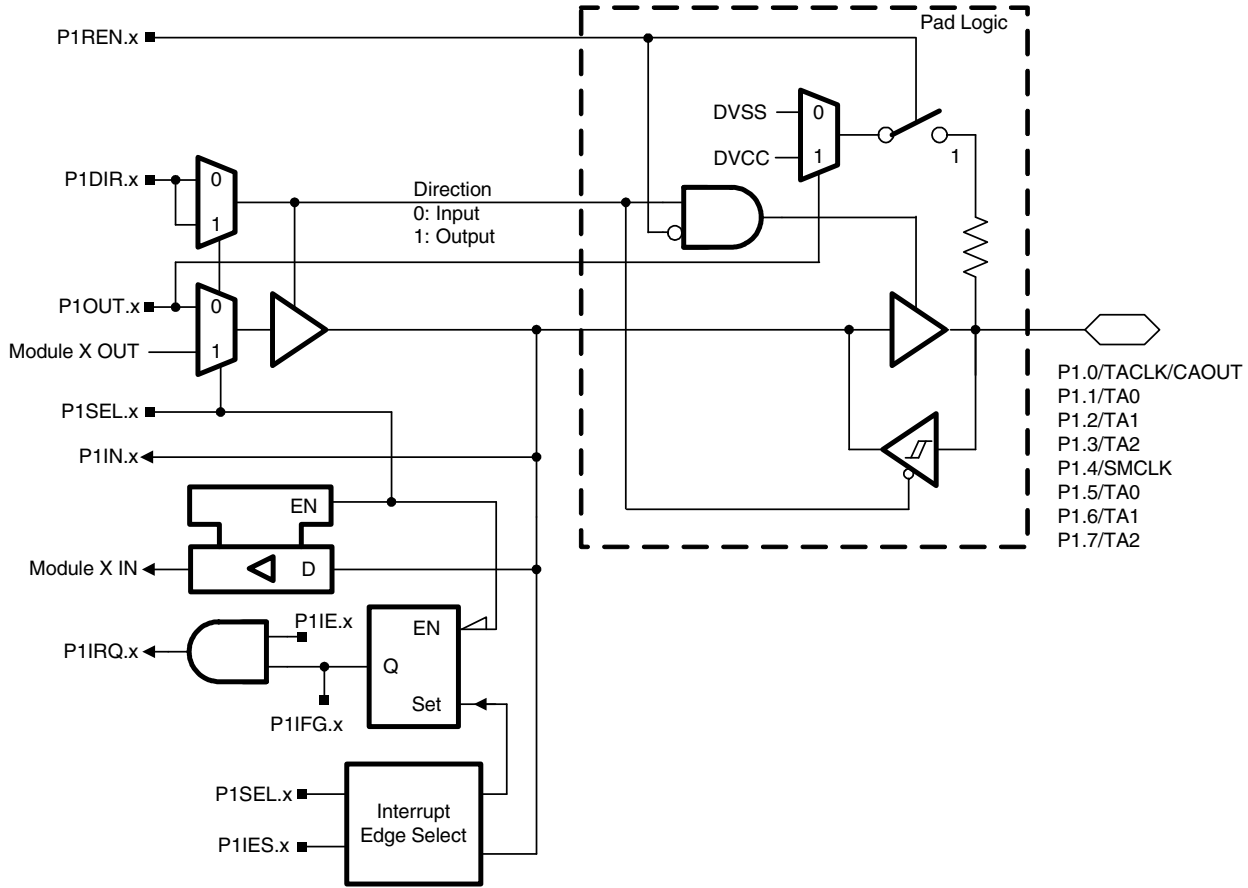 Pad Logic
P1REN.x
DVSS
0
DVCC
1
1
P1DIR.x
0
1
Direction
0: Input
1: Output
P1OUT.x
0
Module X OUT
1
P1SEL.x
P1IN.x
EN
Module X IN
D
P1.0/TACLK/CAOUT
P1.1/TA0
P1.2/TA1
P1.3/TA2
P1.4/SMCLK
P1.5/TA0
P1.6/TA1
P1.7/TA2
P1IE.x
P1IRQ.x
EN
Q
Set
P1IFG.x
P1SEL.x
P1IES.x
Interrupt
Edge Select